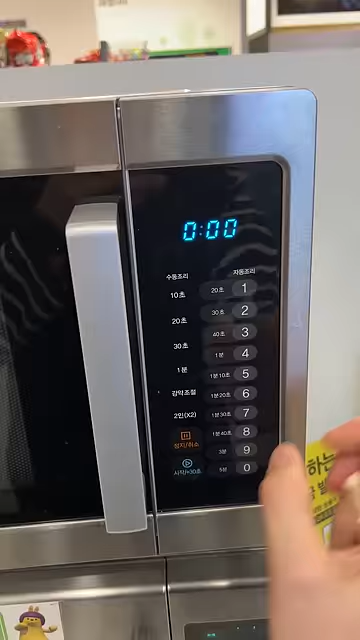 0:00
수동조리 자동조리
10초 20초 1
30초 2
20초 40초 3
30초 1분 4
1분 1분10초 5
강약조절 1분20초 6
2인(X2) 1분30초 7
정지/취소 1분40초 8
3분 9
시작/+30초 5분 0
하는